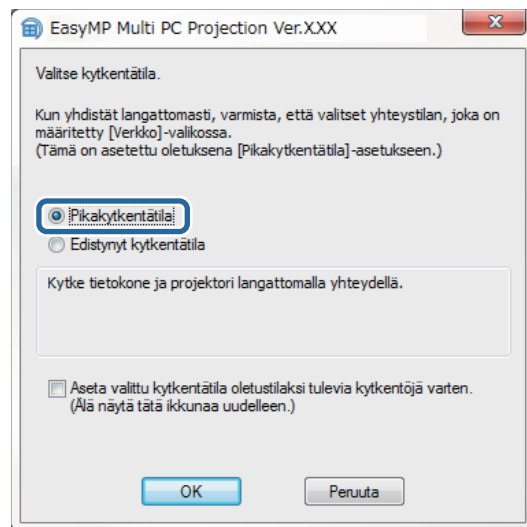 EasyMP Multi PC Projection Ver.XXX
Valitse kytkentätila.
Kun yhdistät langattomasti, varmista, että valitset yhteystilan, joka on
määritetty [Verkko]-valikossa.
(Tämä on asetettu oletuksena [Pikakytkentätila]-asetukseen.)
Pikakytkentätila
Edistynyt kytkentätila
Kytke tietokone ja projektori langattomalla yhteydellä.
Aseta valittu kytkentätila oletustilaksi tulevia kytkentöjä varten.
(Älä näytä tätä ikkunaa uudelleen.)
OK
Peruuta